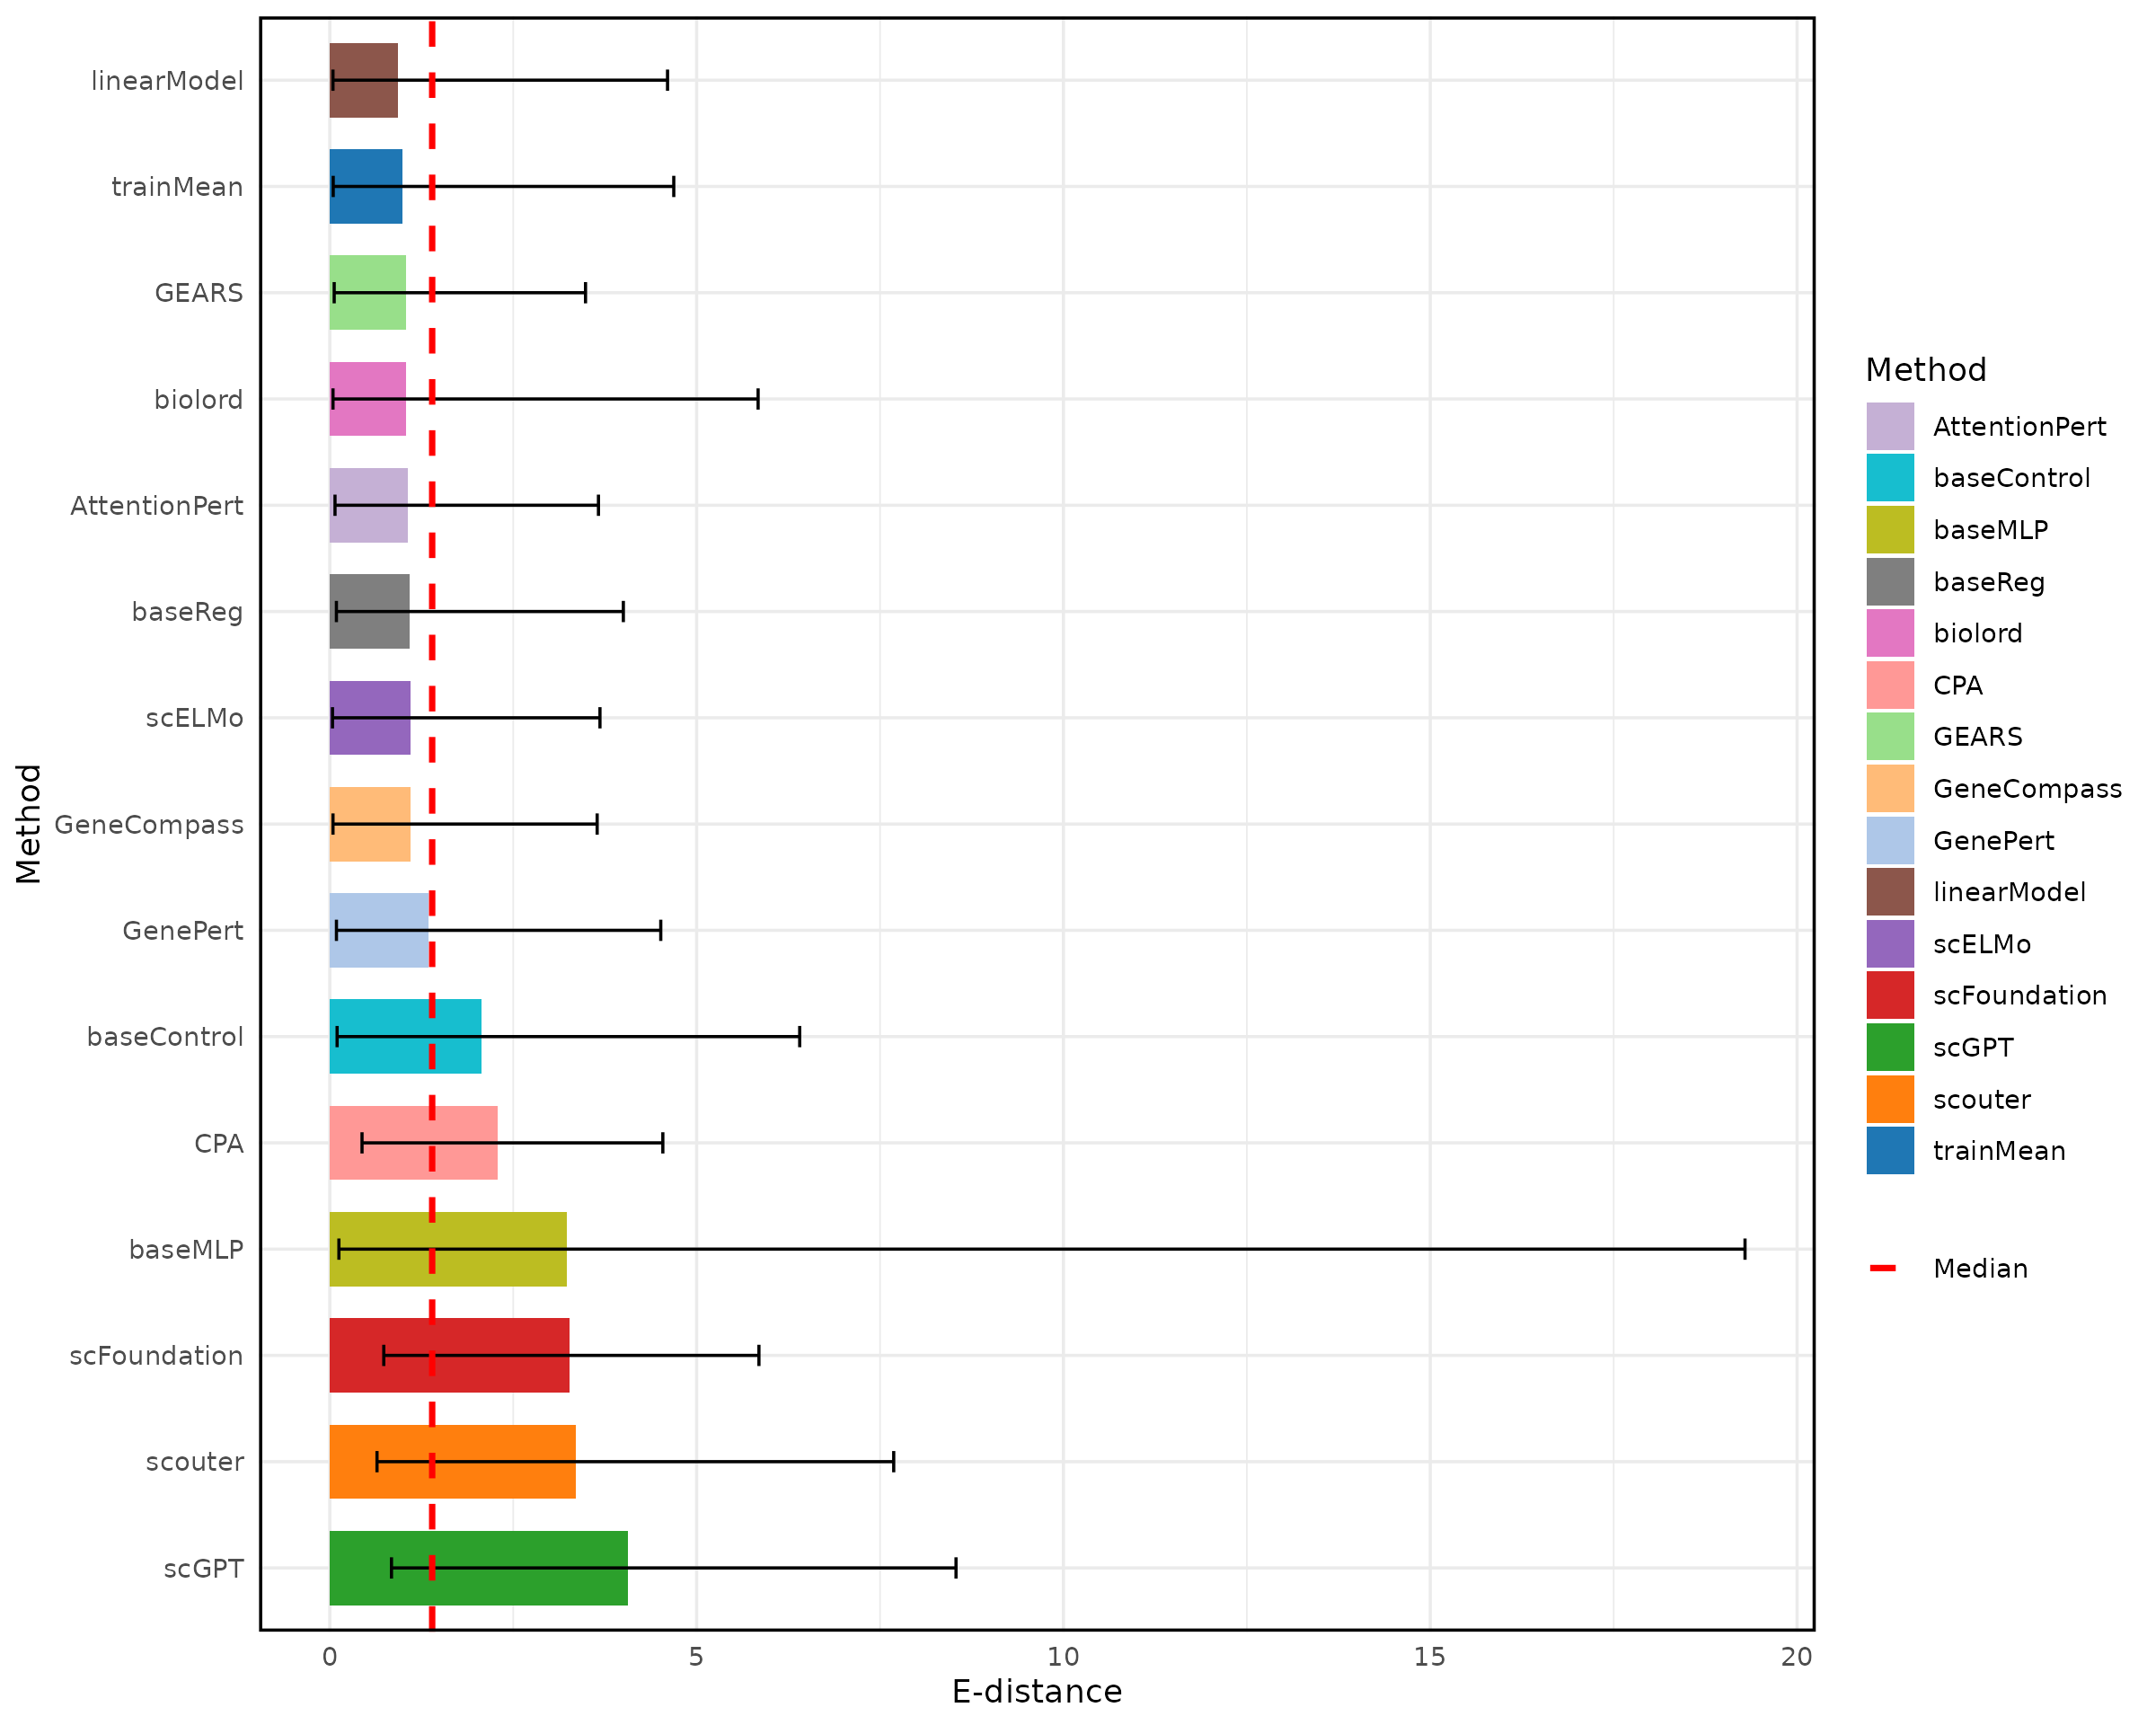 Method
linearModel
trainMean
GEARS
biolord
AttentionPert
baseReg
scELMo
GeneCompass
GenePert
baseControl
CPA
baseMLP
scFoundation
scouter
scGPT
0 5 10 15 20
E-distance
Method
AttentionPert
baseControl
baseMLP
baseReg
biolord
CPA
GEARS
GeneCompass
GenePert
linearModel
scELMo
scFoundation
scGPT
scouter
trainMean
Median